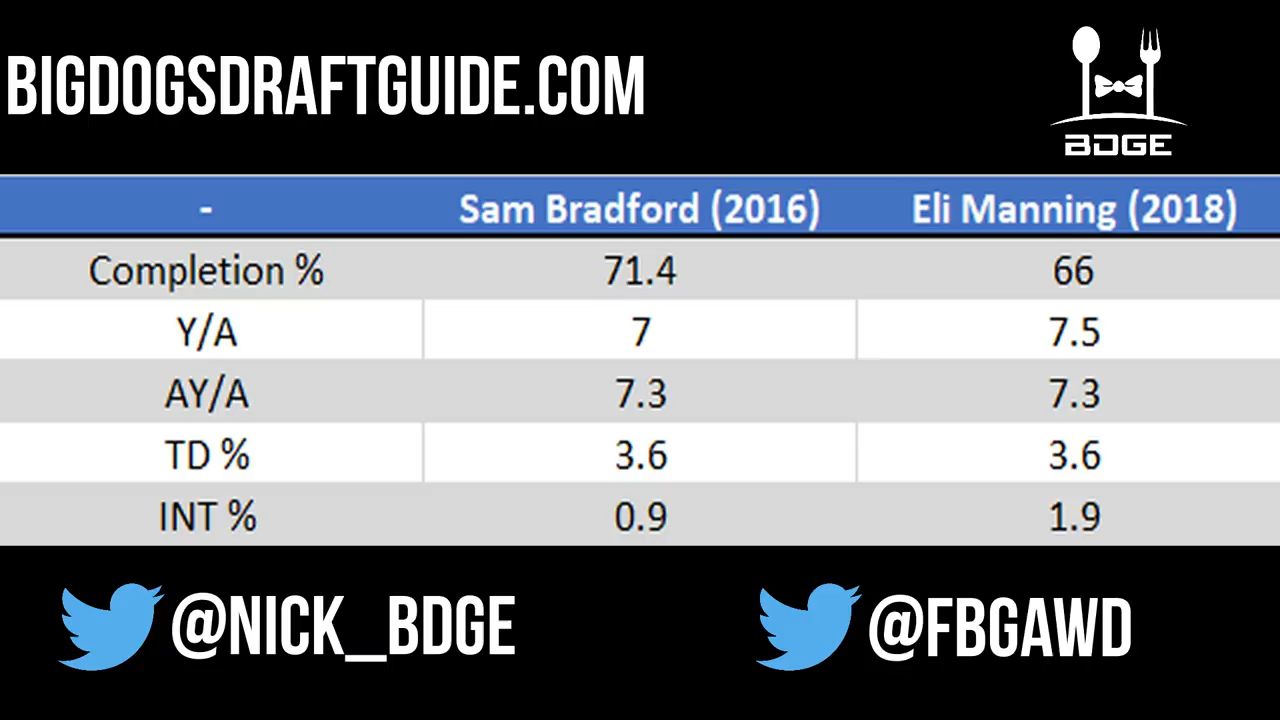 BIGDOGSDRAFTGUIDE.COM
BDGE
- Sam Bradford (2016) Eli Manning (2018)
Completion % 71.4 66
Y/A 7 7.5
AY/A 7.3 7.3
TD % 3.6 3.6
INT % 0.9 1.9
@NICK_BDGE @FBGAWD